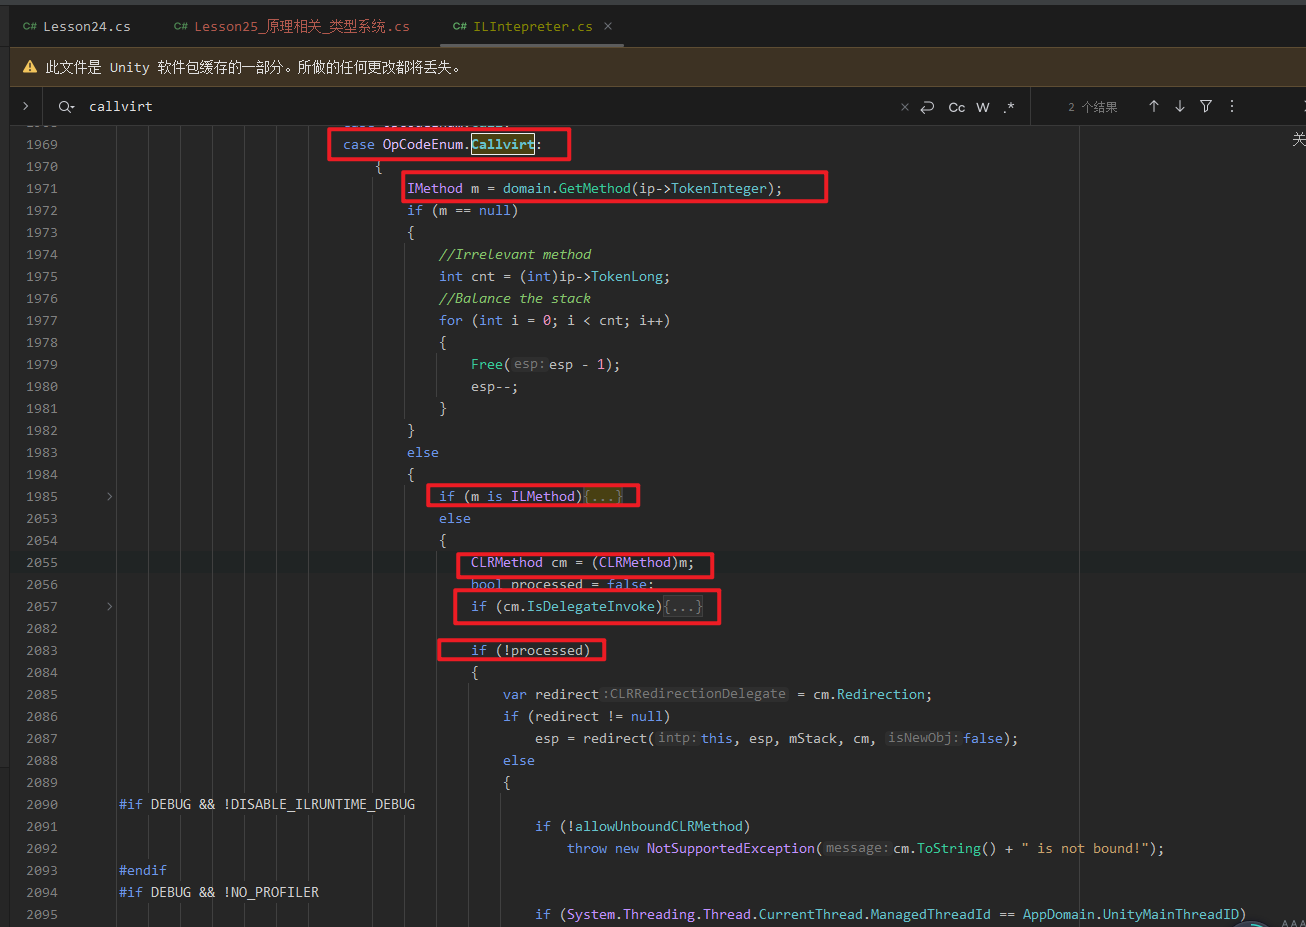 C# Lesson24.cs C# Lesson25_原理相关_类型系统.cs C# ILIntepreter.cs ×
此文件是 Unity 软件包缓存的一部分。所做的任何更改都将丢失。
callvirt × Cc W .* 2 个结果
1969 case OpCodeEnum.Callvirt: 关
1970 {
1971 IMethod m = domain.GetMethod(ip->TokenInteger);
1972 if (m == null)
1973 {
1974 //Irrelevant method
1975 int cnt = (int)ip->TokenLong;
1976 //Balance the stack
1977 for (int i = 0; i < cnt; i++)
1978 {
1979 Free(esp: esp - 1);
1980 esp--;
1981 }
1982 }
1983 else
1984 {
1985 if (m is ILMethod){...}
2053 else
2054 {
2055 CLRMethod cm = (CLRMethod)m;
2056 bool processed = false;
2057 if (cm.IsDelegateInvoke){...}
2082
2083 if (!processed)
2084 {
2085 var redirect:CLRRedirectionDelegate = cm.Redirection;
2086 if (redirect != null)
2087 esp = redirect(intp: this, esp, mStack, cm, isNewObj: false);
2088 else
2089 {
2090 #if DEBUG && !DISABLE_ILRUNTIME_DEBUG
2091 if (!allowUnboundCLRMethod)
2092 throw new NotSupportedException(message: cm.ToString() + " is not bound!");
2093 #endif
2094 #if DEBUG && !NO_PROFILER
2095 if (System.Threading.Thread.CurrentThread.ManagedThreadId == AppDomain.UnityMainThreadID)